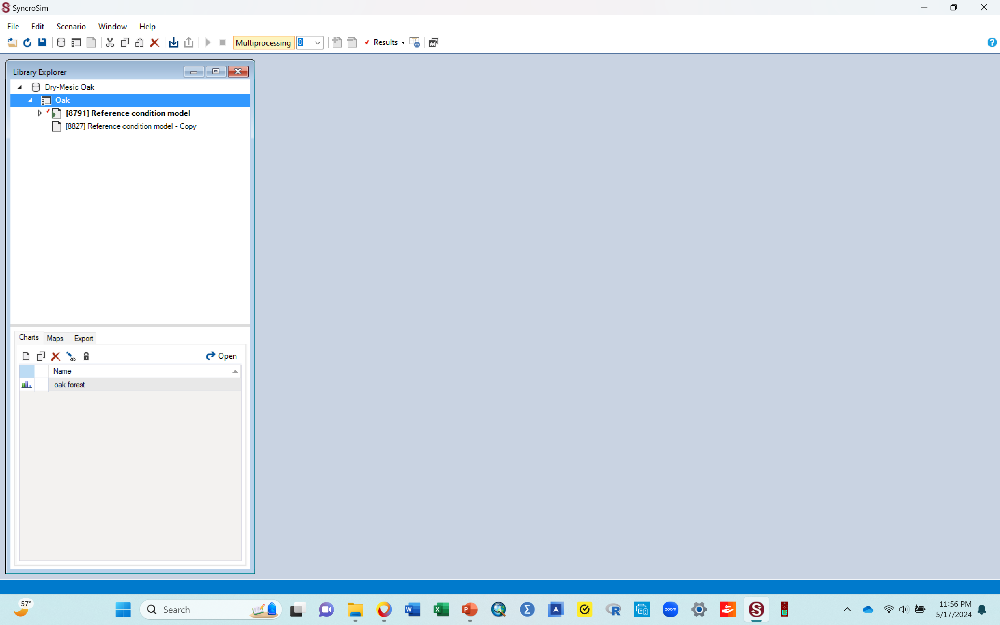 SyncroSim
File Edit Scenario Window Help
Multiprocessing 8 Results
Library Explorer
Dry-Mesic Oak
Oak
[8791] Reference condition model
[8827] Reference condition model - Copy
Charts Maps Export
ab Open
Name
oak forest
57°
Search
W X P Σ A R zoom S
11:56 PM
5/17/2024